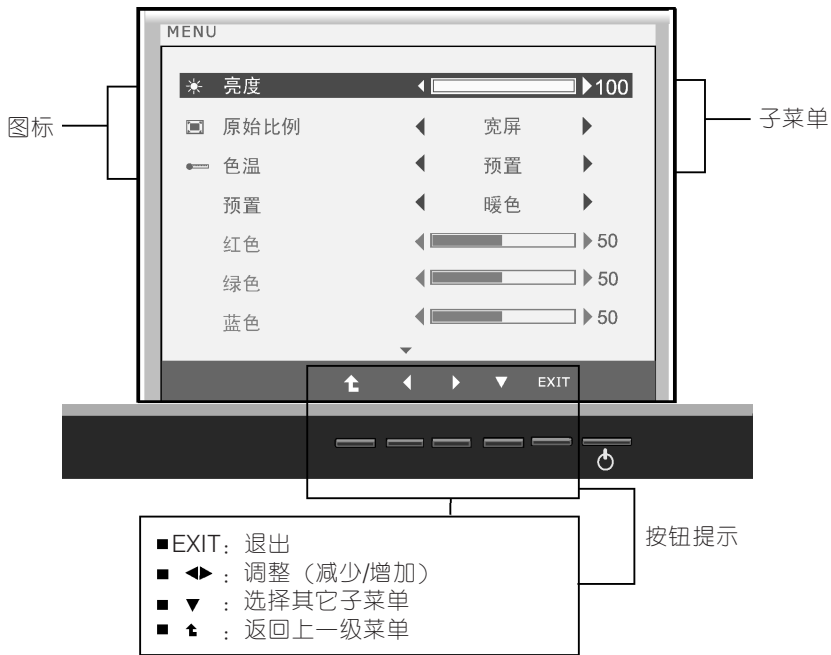 MENU
亮度 100
原始比例 宽屏
色温 预置
预置 暖色
红色 50
绿色 50
蓝色 50
EXIT
图标
子菜单
按钮提示
■EXIT：退出
■ ◀▶：调整（减少/增加）
■ ▼：选择其它子菜单
■ ⮤：返回上一级菜单